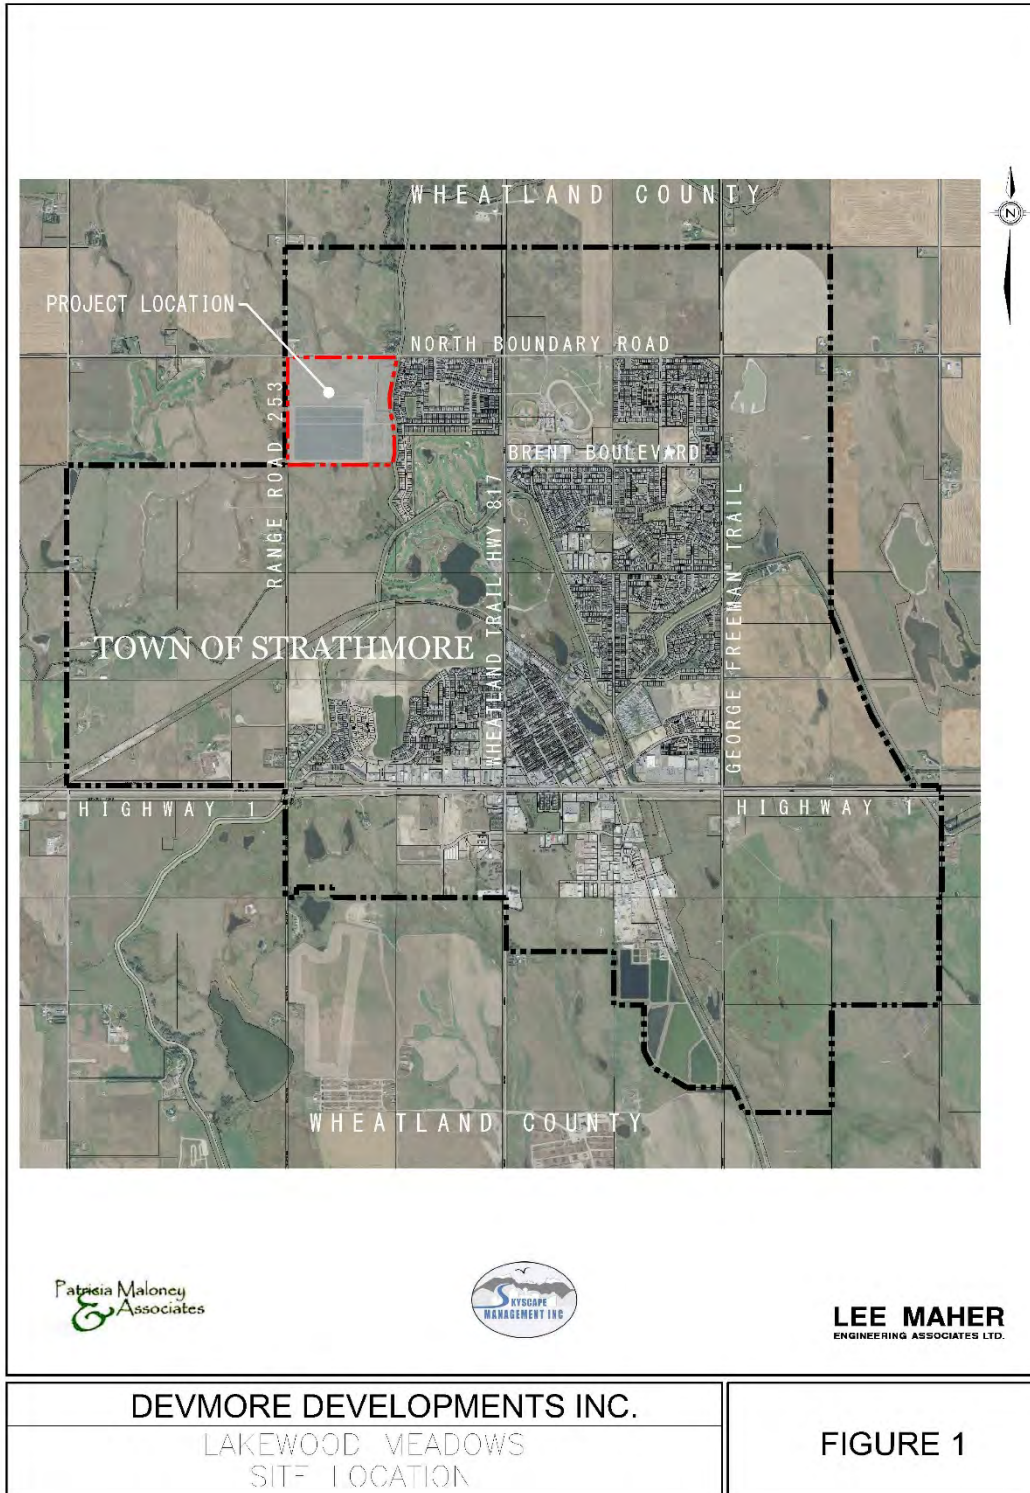 WHEATLAND COUNTY
N
PROJECT LOCATION
NORTH BOUNDARY ROAD
RANGE ROAD 253
BRENT BOULEVARD
WHEATLAND TRAIL HWY 817
GEORGE FREEMAN TRAIL
TOWN OF STRATHMORE
HIGHWAY 1
HIGHWAY 1
WHEATLAND COUNTY
Patricia Maloney
& Associates
SKYSCAPE
MANAGEMENT INC
LEE MAHER
ENGINEERING ASSOCIATES LTD.
DEVMORE DEVELOPMENTS INC.
LAKEWOOD MEADOWS
SITE LOCATION
FIGURE 1